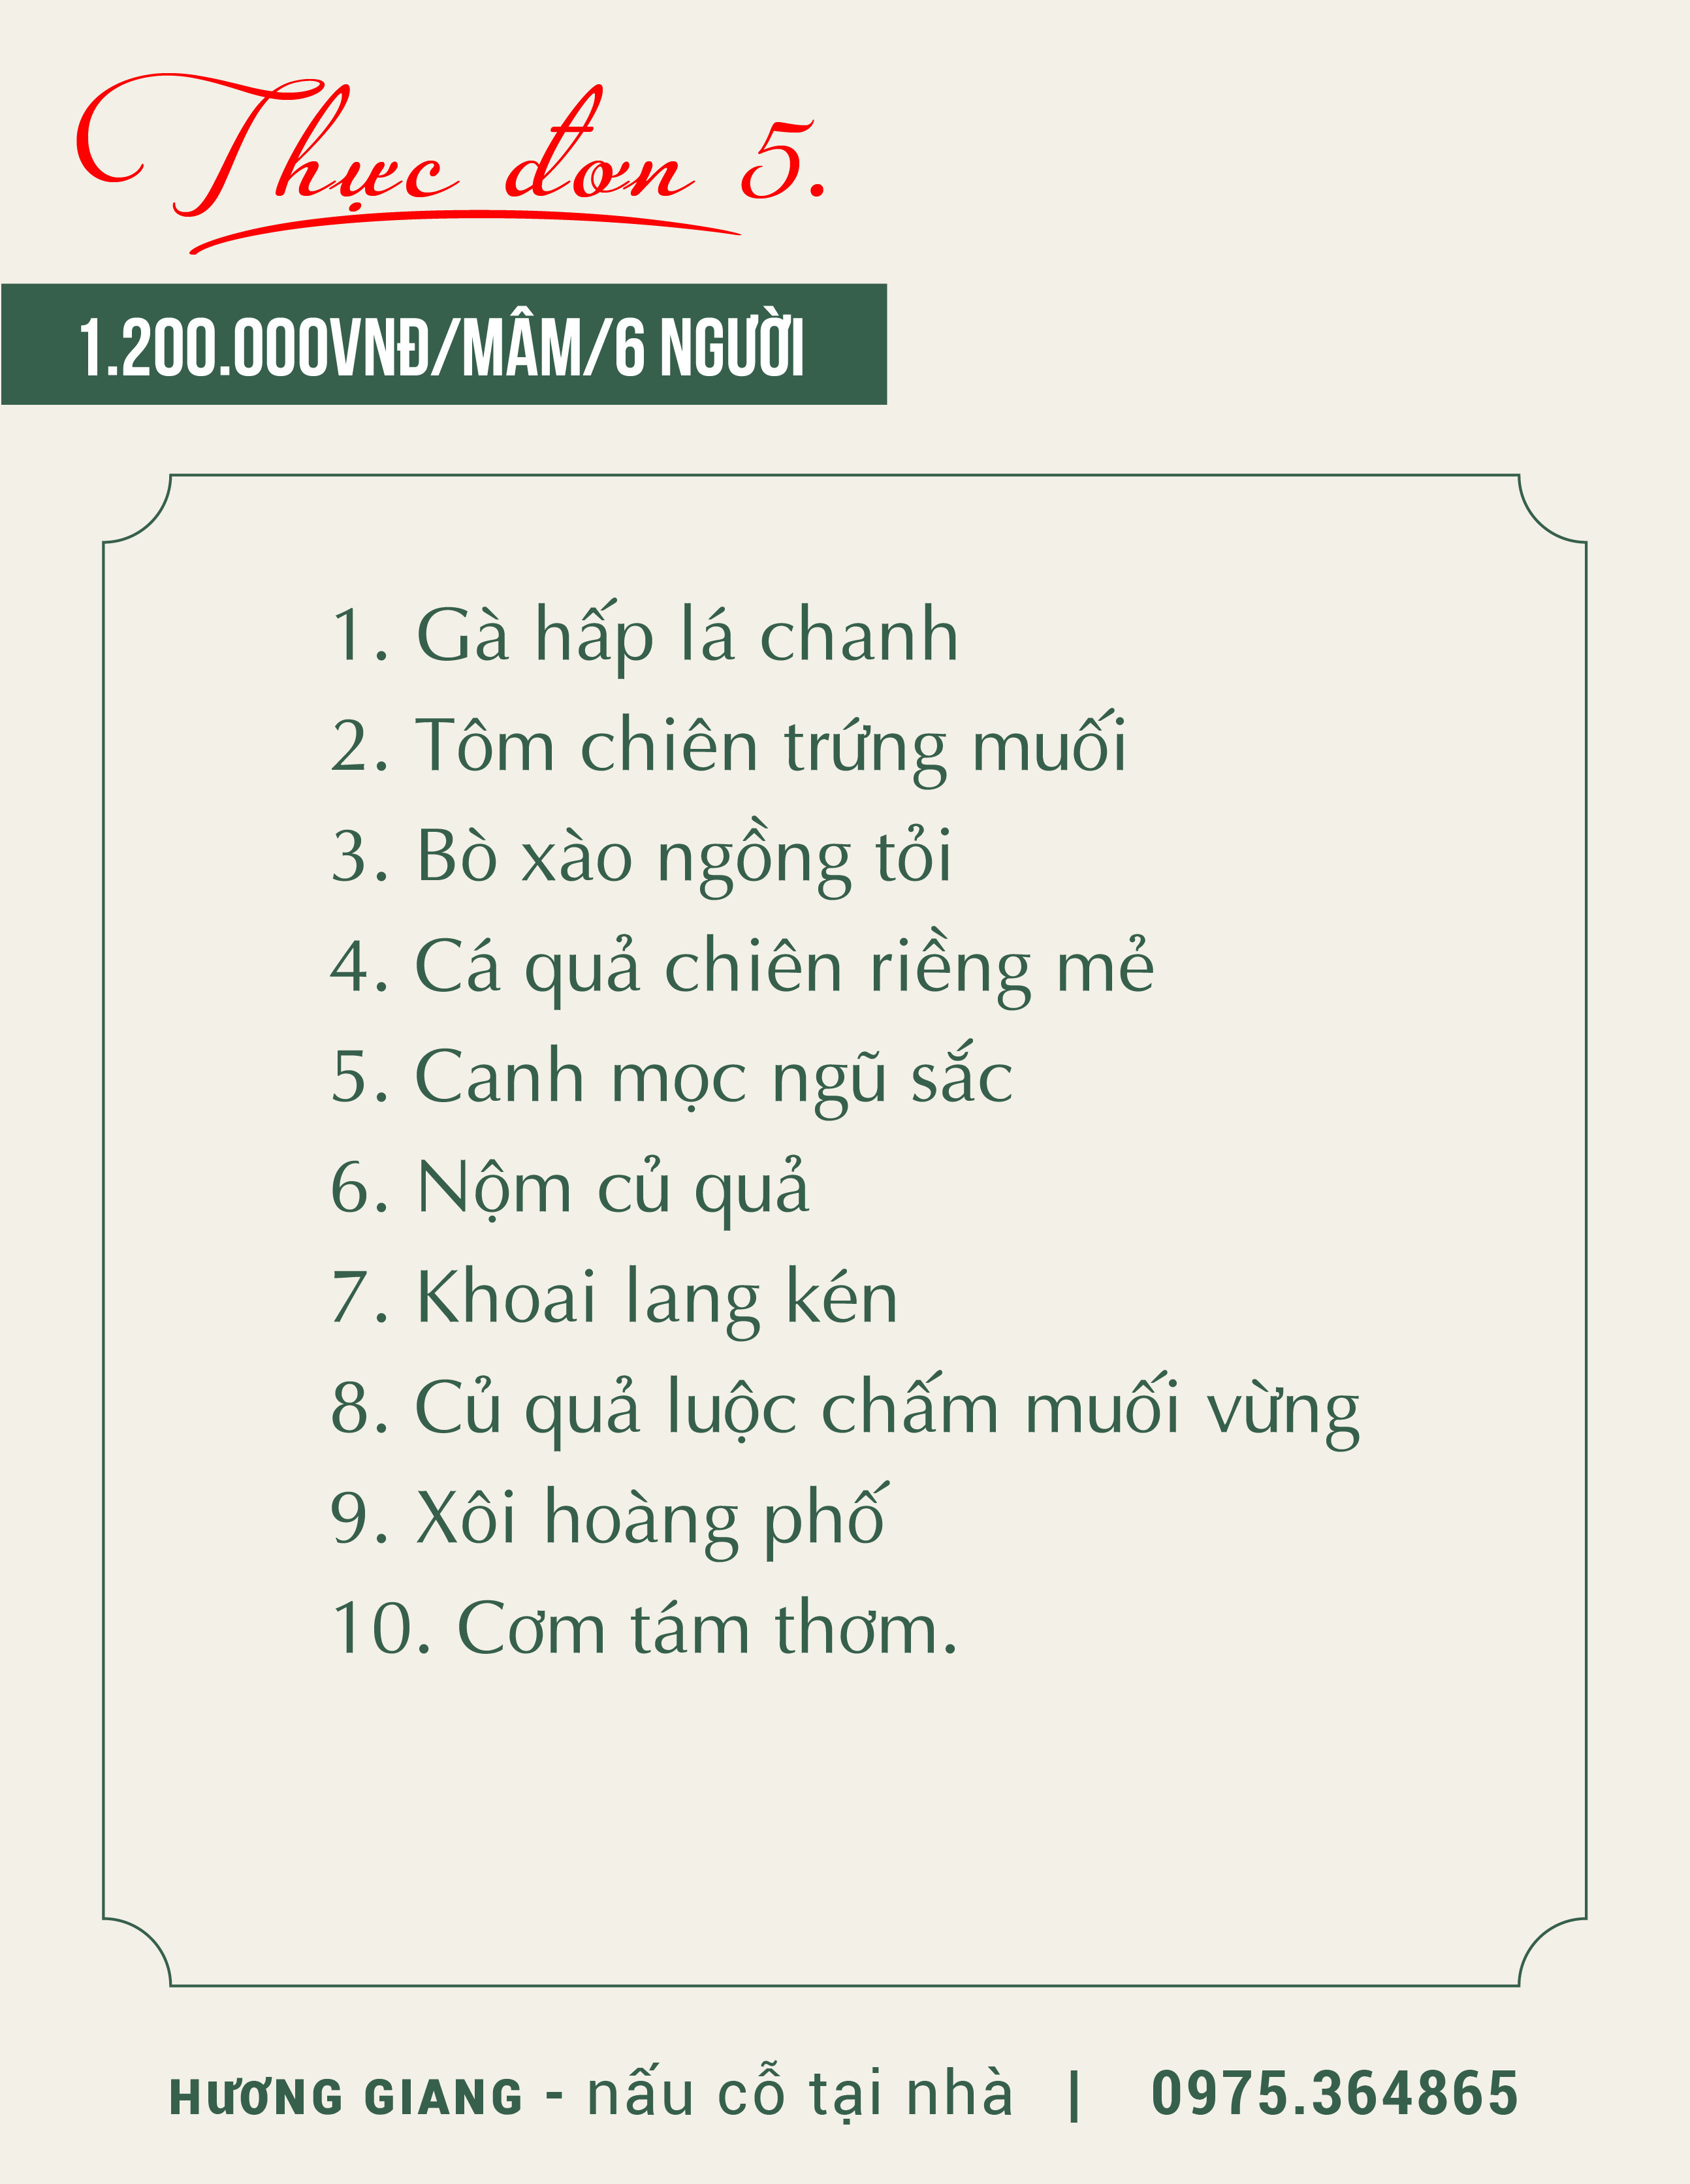 Thực đơn 5.
1.200.000VNĐ/MÂM/6 NGƯỜI
1. Gà hấp lá chanh
2. Tôm chiên trứng muối
3. Bò xào ngồng tỏi
4. Cá quả chiên riềng mẻ
5. Canh mọc ngũ sắc
6. Nộm củ quả
7. Khoai lang kén
8. Củ quả luộc chấm muối vừng
9. Xôi hoàng phố
10. Cơm tám thơm.
HƯƠNG GIANG - nấu cỗ tại nhà | 0975.364865